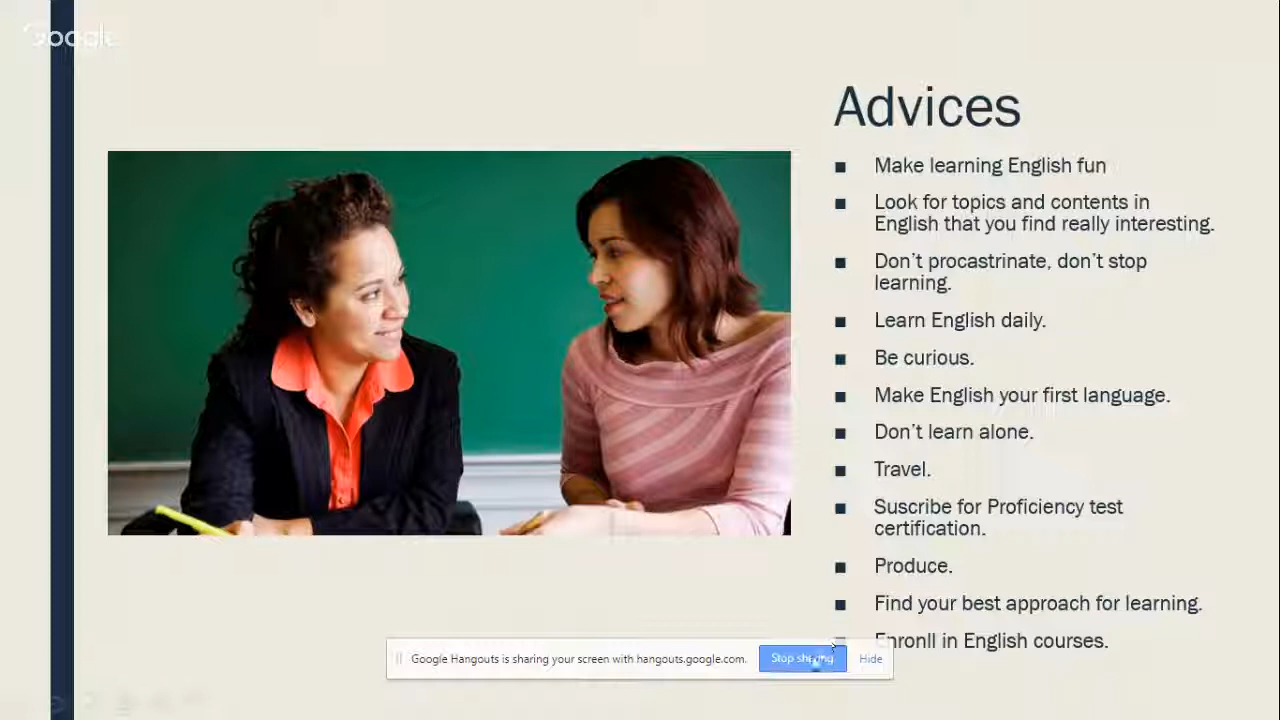 Google
Advices
Make learning English fun
Look for topics and contents in
English that you find really interesting.
Don't procastrinate, don't stop
learning.
Learn English daily.
Be curious.
Make English your first language.
Don't learn alone.
Travel.
Suscribe for Proficiency test
certification.
Produce.
Find your best approach for learning.
Enronll in English courses.
Google Hangouts is sharing your screen with hangouts.google.com.
Stop sharing
Hide